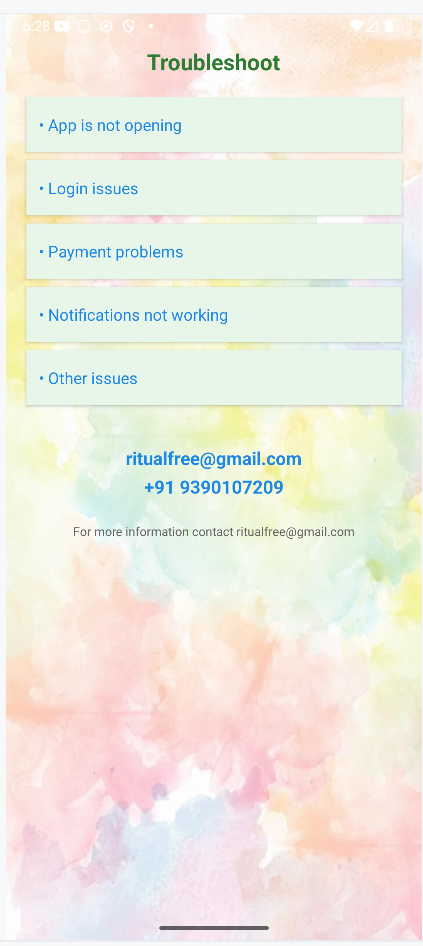 6:28
Troubleshoot
• App is not opening
• Login issues
• Payment problems
• Notifications not working
• Other issues
ritualfree@gmail.com
+91 9390107209
For more information contact ritualfree@gmail.com